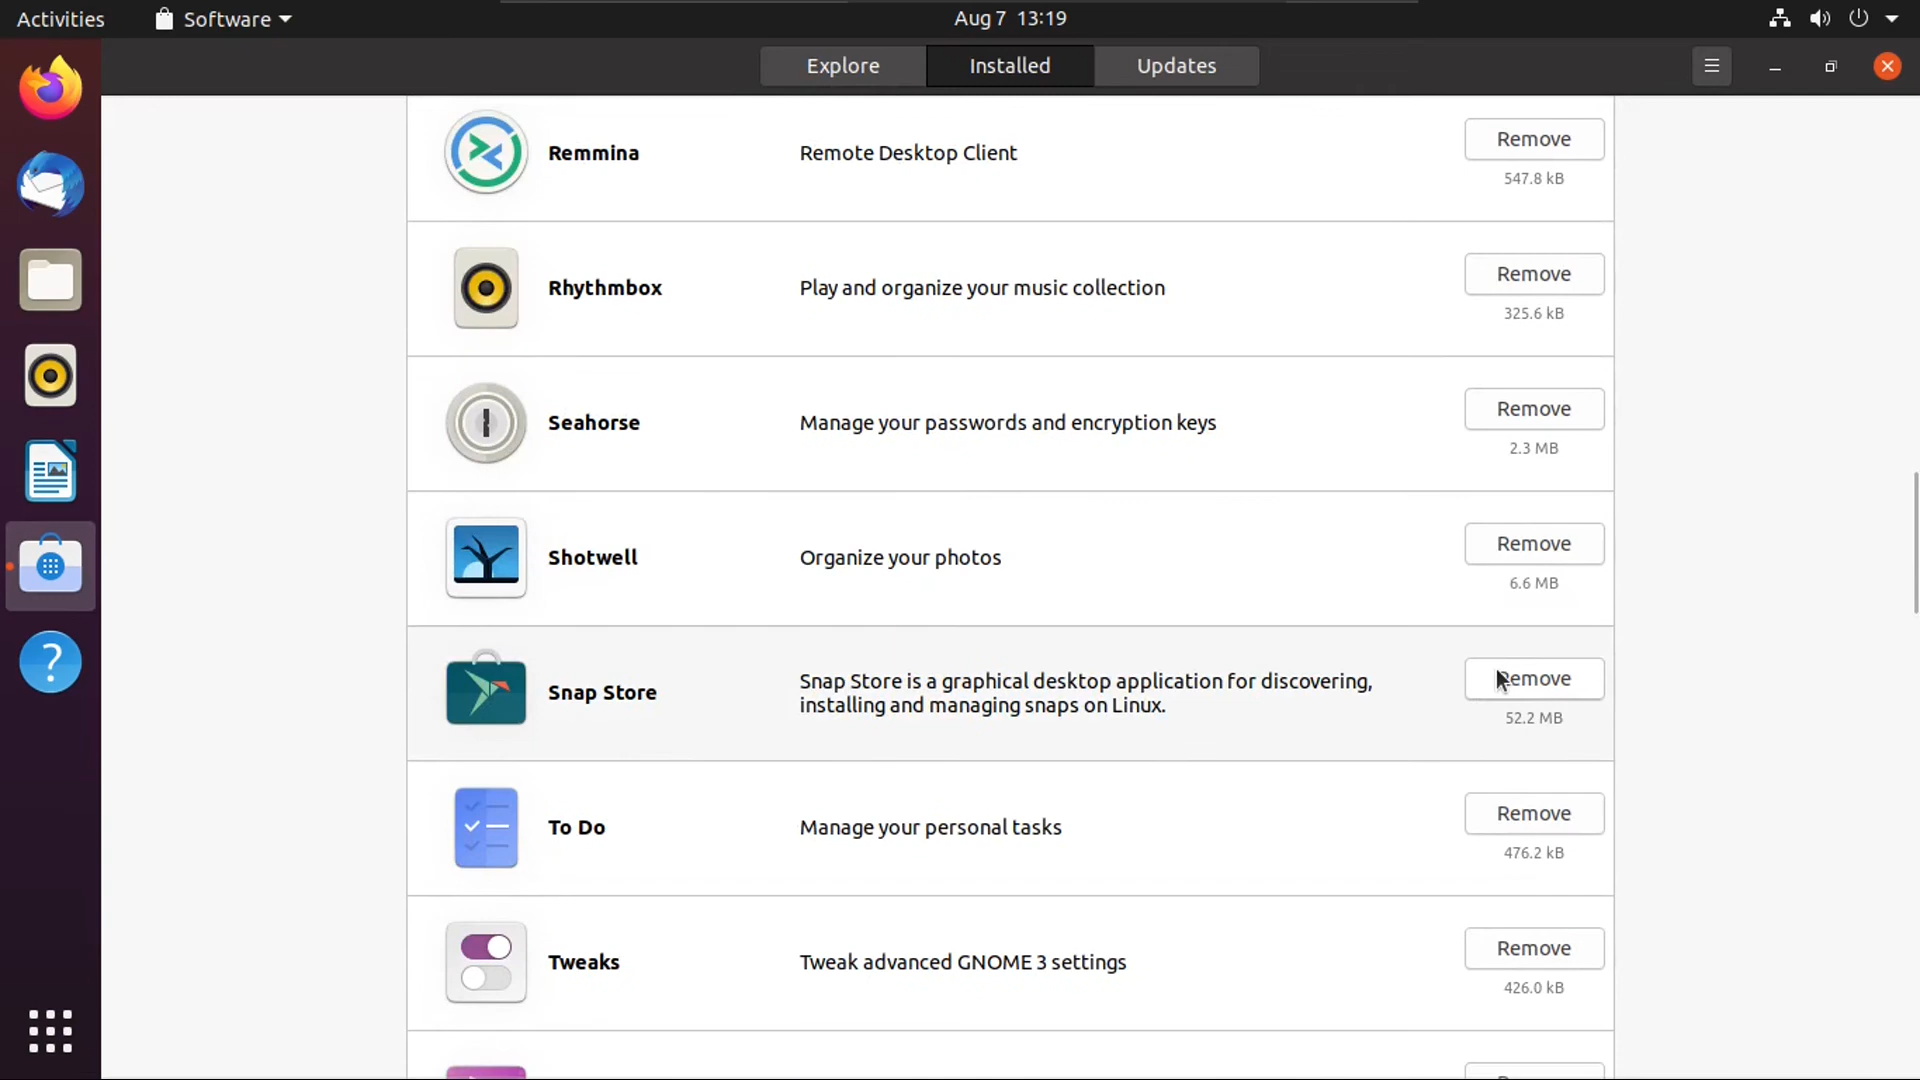 Activities
Software
Aug 7 13:19
Explore
Installed
Updates
Remmina
Remote Desktop Client
Remove
547.8 kB
Rhythmbox
Play and organize your music collection
Remove
325.6 kB
Seahorse
Manage your passwords and encryption keys
Remove
2.3 MB
Shotwell
Organize your photos
Remove
6.6 MB
Snap Store
Snap Store is a graphical desktop application for discovering,
installing and managing snaps on Linux.
Remove
52.2 MB
To Do
Manage your personal tasks
Remove
476.2 kB
Tweaks
Tweak advanced GNOME 3 settings
Remove
426.0 kB